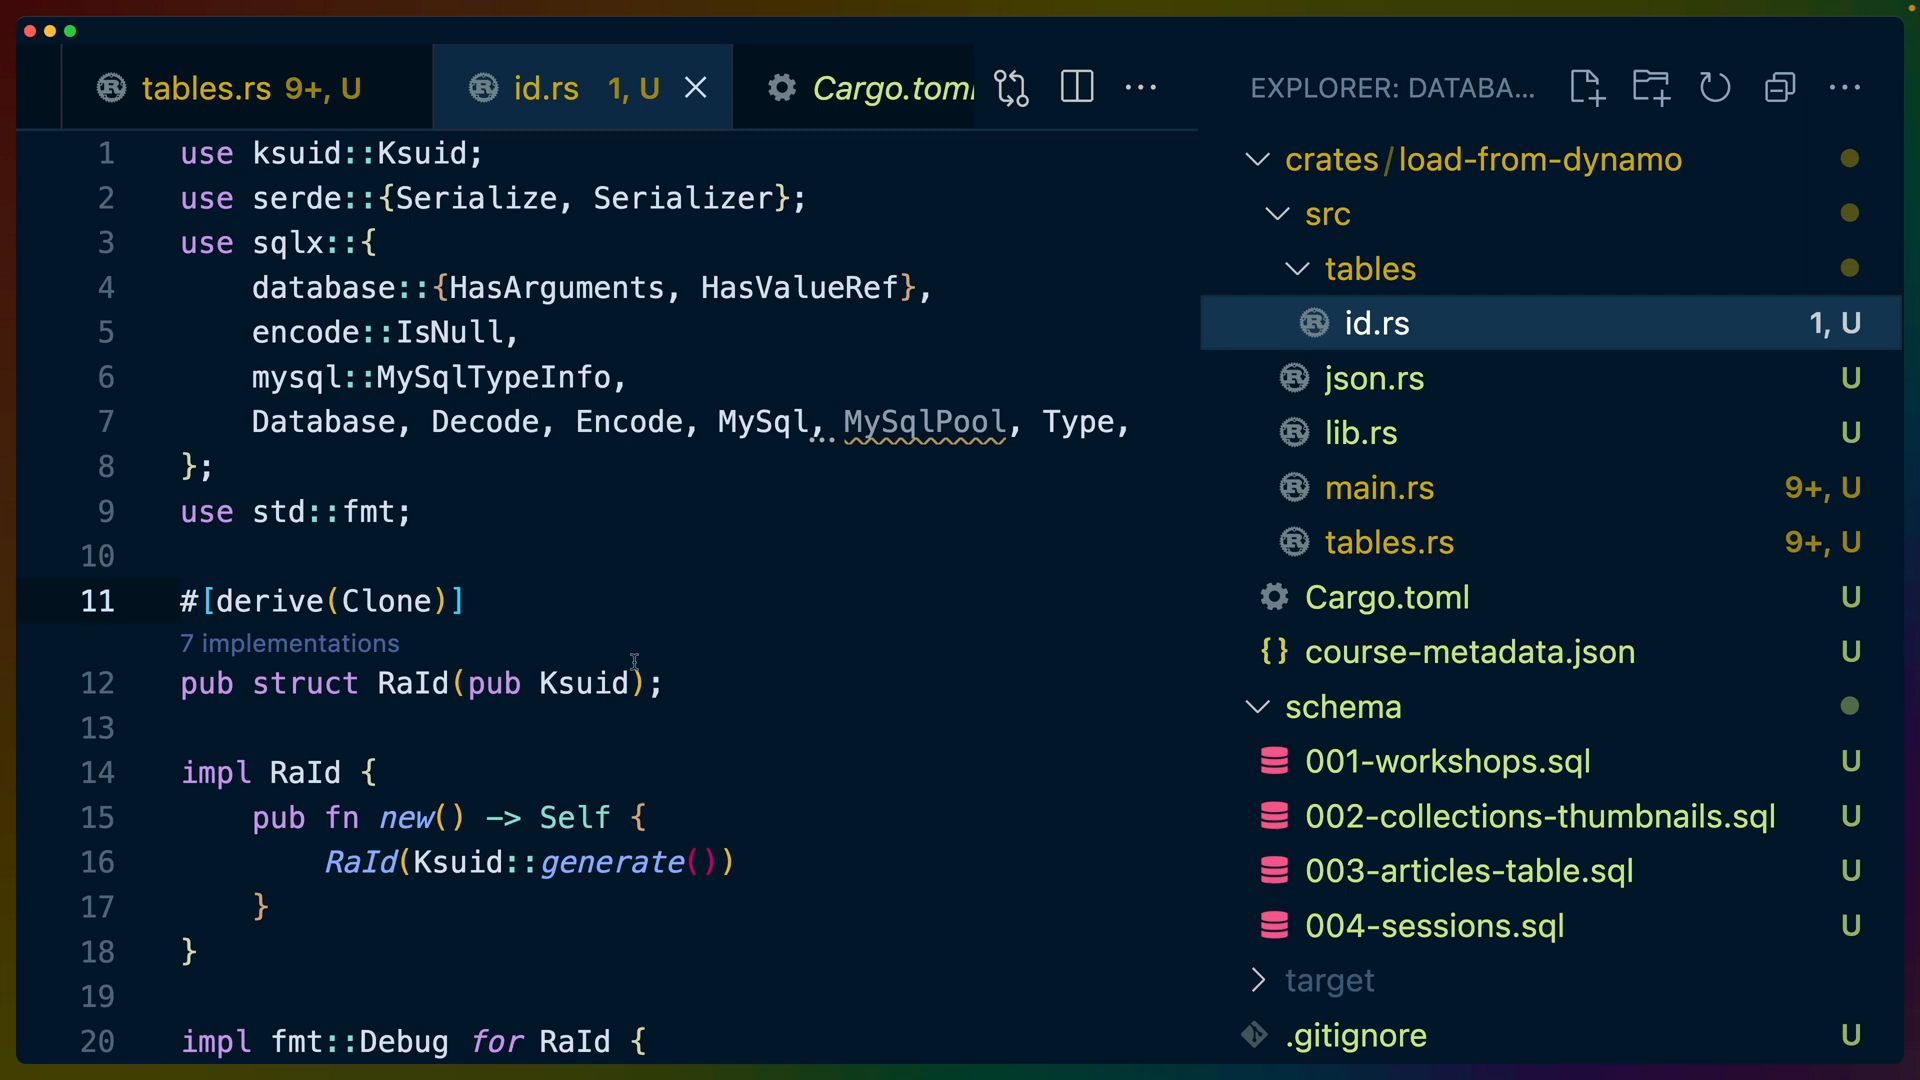 tables.rs 9+, U
id.rs 1, U
Cargo.toml
1 use ksuid::Ksuid;
2 use serde::{Serialize, Serializer};
3 use sqlx::{
4 database::{HasArguments, HasValueRef},
5 encode::IsNull,
6 mysql::MySqlTypeInfo,
7 Database, Decode, Encode, MySql, MySqlPool, Type,
8 };
9 use std::fmt;
10
11 #[derive(Clone)]
7 implementations
12 pub struct RaId(pub Ksuid);
13
14 impl RaId {
15 pub fn new() -> Self {
16 RaId(Ksuid::generate())
17 }
18 }
19
20 impl fmt::Debug for RaId {
EXPLORER: DATABA...
crates/load-from-dynamo
src
tables
id.rs 1, U
json.rs U
lib.rs U
main.rs 9+, U
tables.rs 9+, U
Cargo.toml U
{} course-metadata.json U
schema
001-workshops.sql U
002-collections-thumbnails.sql U
003-articles-table.sql U
004-sessions.sql U
target
.gitignore U